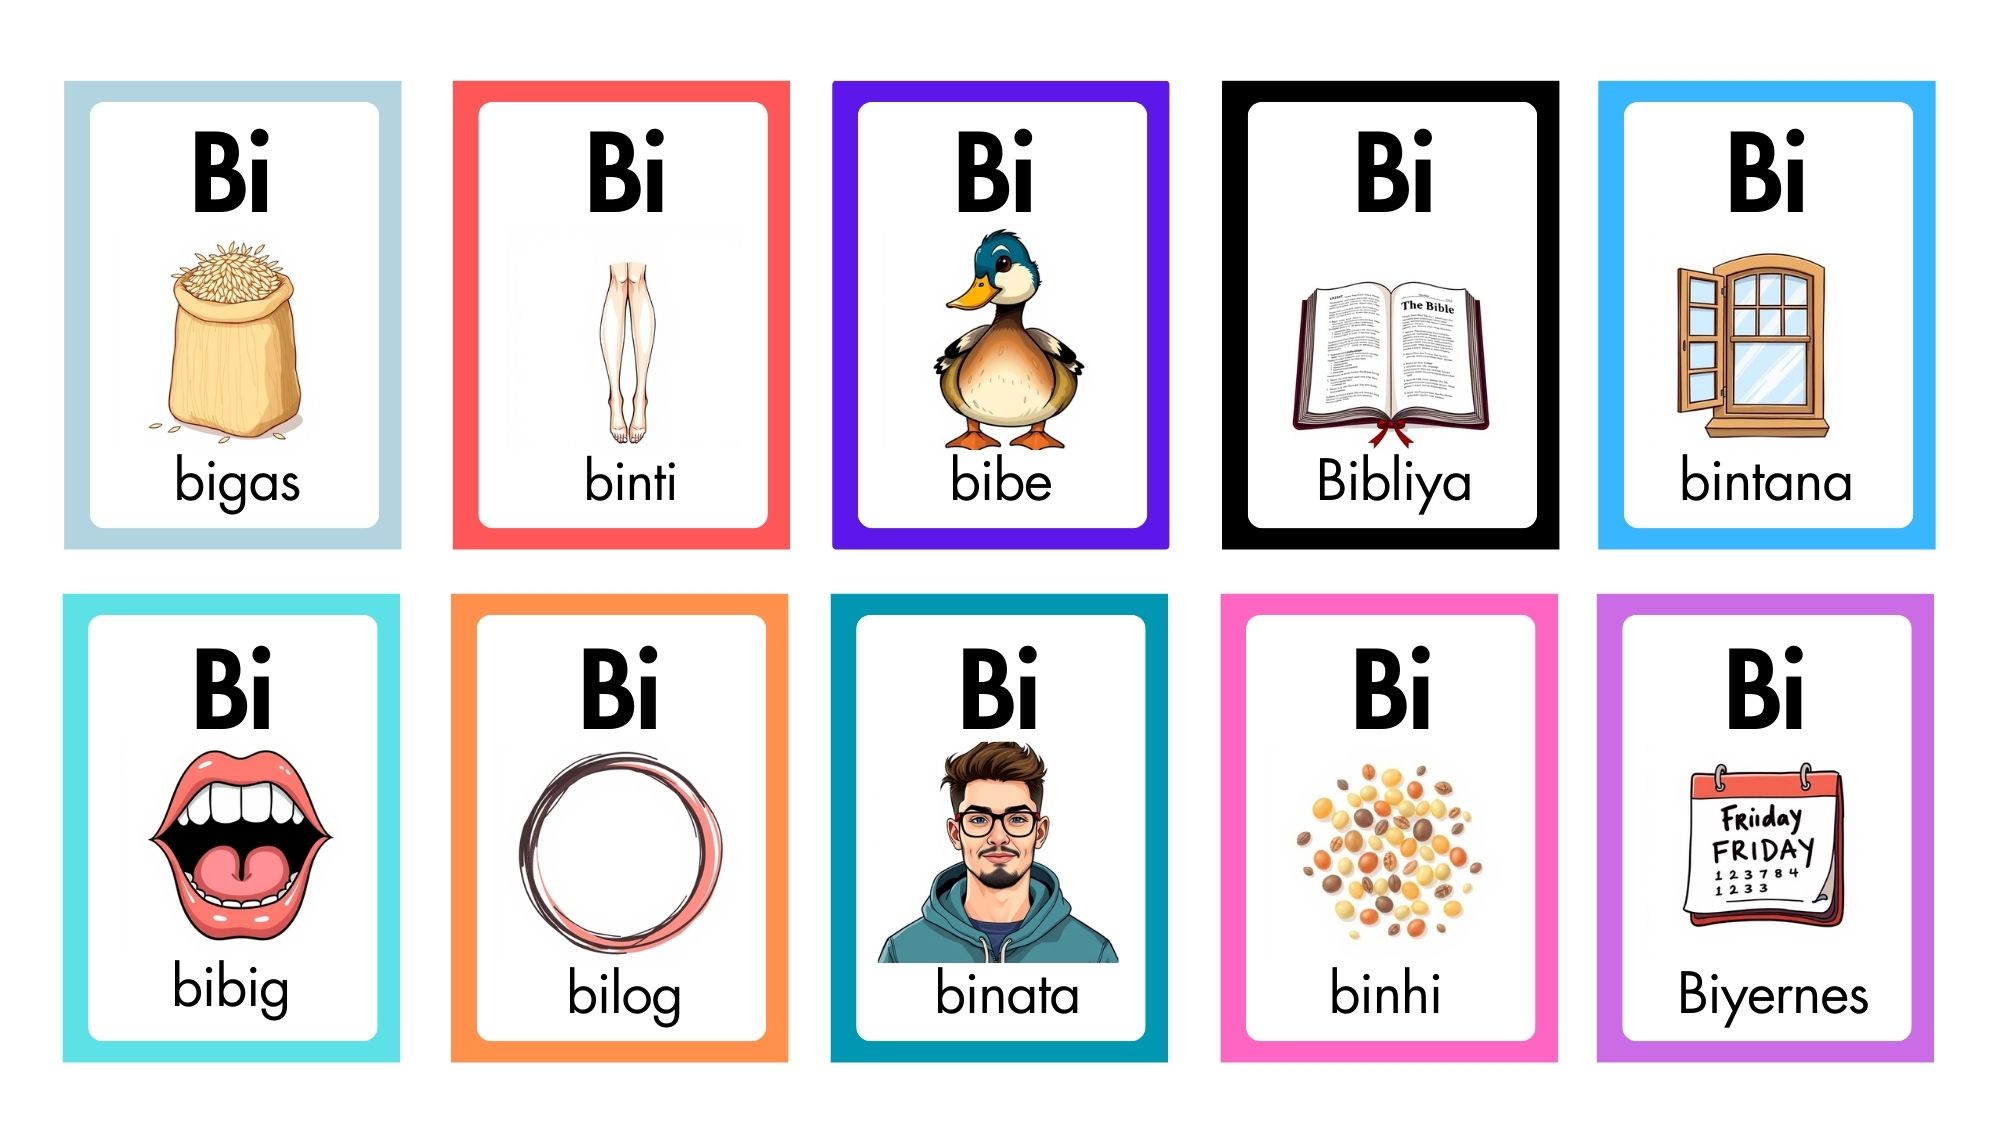 Bi
bigas
Bi
binti
Bi
bibe
Bi
The Bible
Bibliya
Bi
bintana
Bi
bibig
Bi
bilog
Bi
binata
Bi
binhi
Bi
Friiday
FRIDAY
1 2 3 7 8 4
1 2 3 3
Biyernes